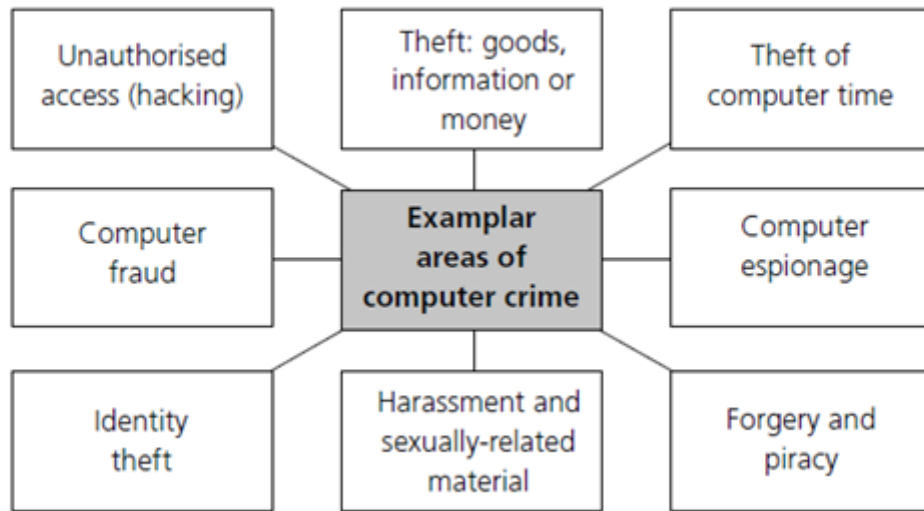 Unauthorised
access (hacking)
Theft: goods,
information or
money
Theft of
computer time
Computer
fraud
Examplar
areas of
computer crime
Computer
espionage
Identity
theft
Harassment and
sexually-related
material
Forgery and
piracy